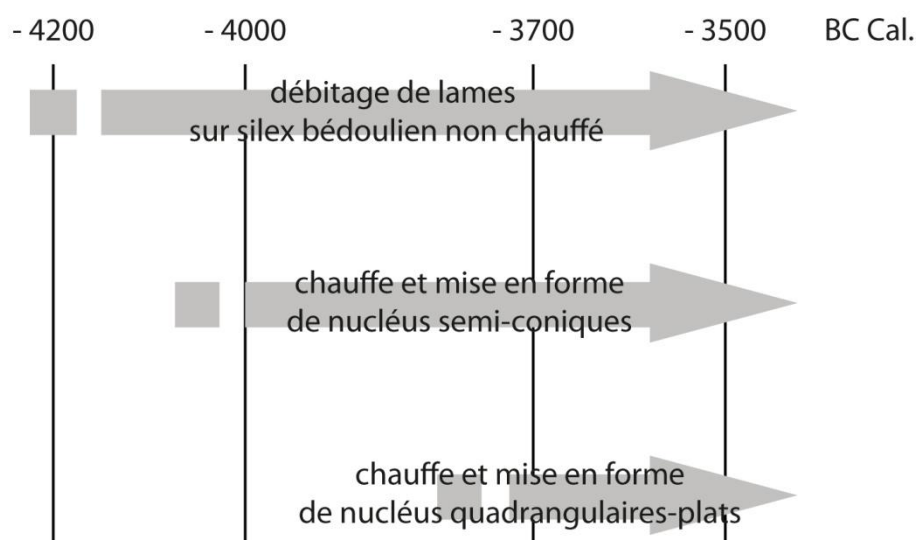 - 4200 - 4000 - 3700 - 3500 BC Cal.
débitage de lames
sur silex bédoulien non chauffé
chauffe et mise en forme
de nucléus semi-coniques
chauffe et mise en forme
de nucléus quadrangulaires-plats